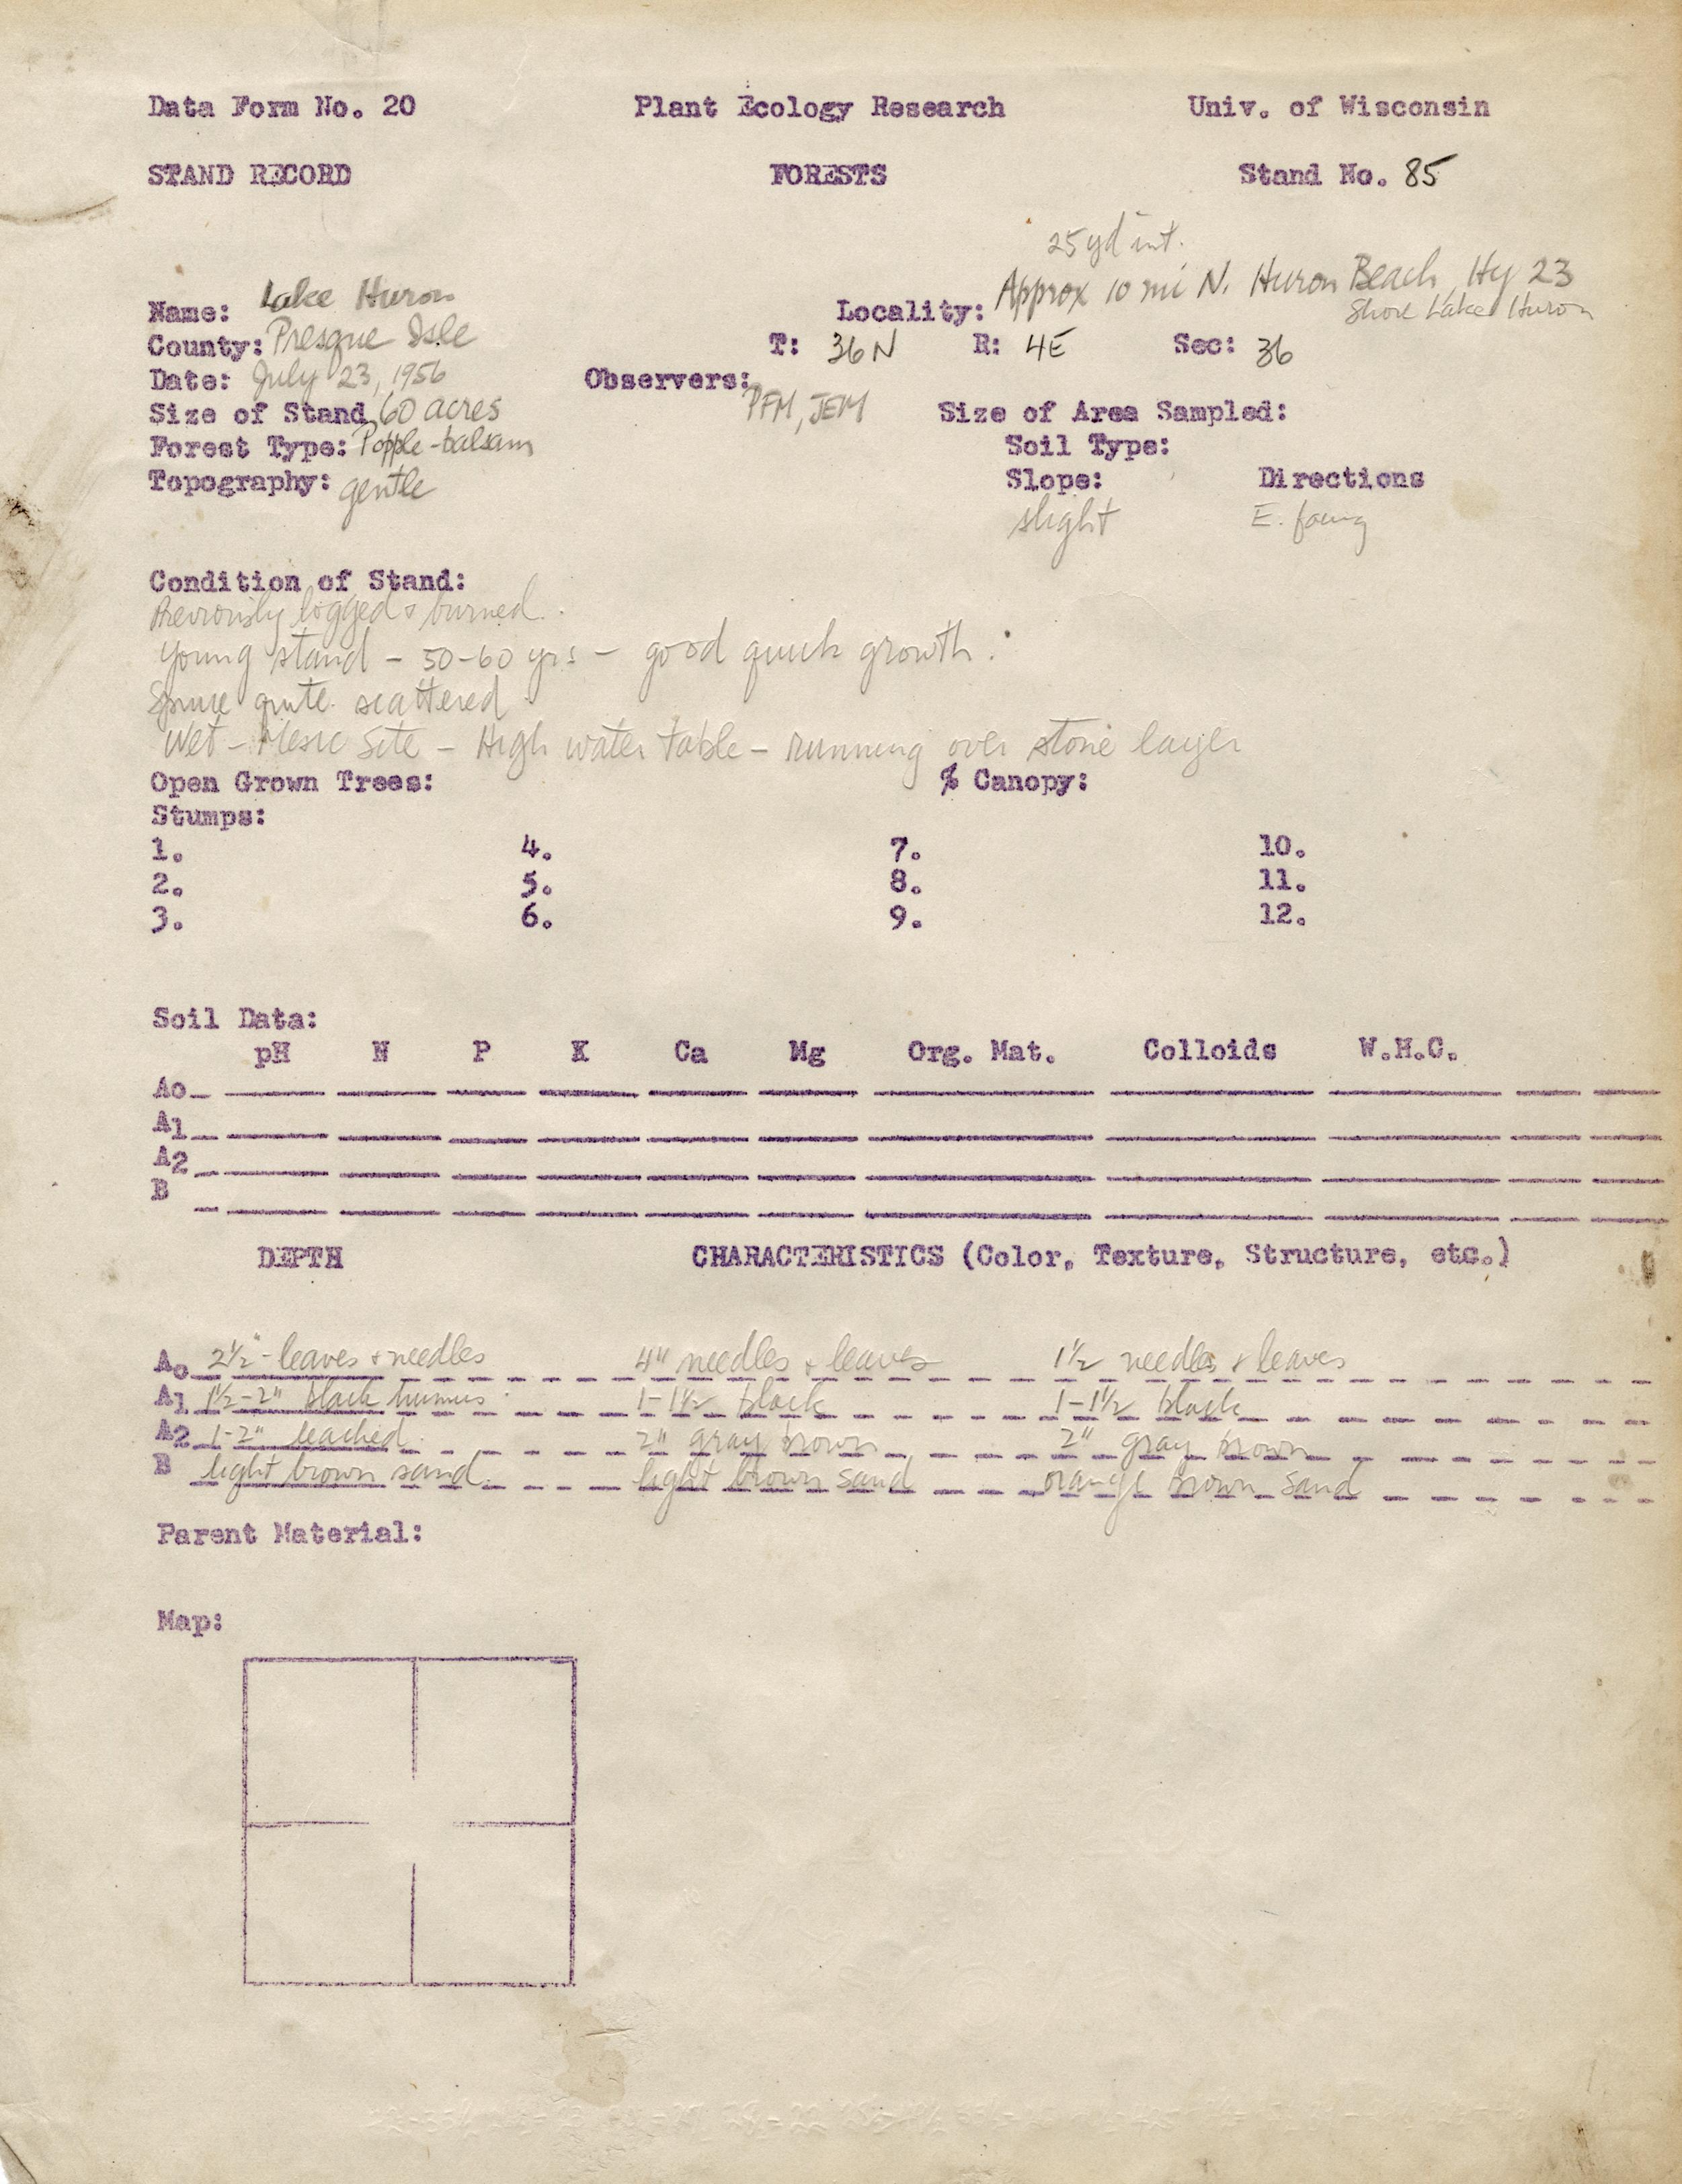 Data Form No. 20 Plant Ecology Research Univ. of Wisconsin
STAND RECORD FORESTS Stand No. 85
25 yd int.
Name: Lake Huron Locality: Approx 10 mi N. Huron Beach, Hy 23
Shore Lake Huron
County: Presque Isle T: 36N R: 4E Sec: 36
Date: July 23, 1956 Observers: PFM, JEM
Size of Stand 60 acres Size of Area Sampled:
Forest Type: Popple-balsam Soil Type:
Topography: gentle Slope: Directions
slight E. facing
Condition of Stand:
Previously logged & burned.
Young stand - 50-60 yrs - good quick growth.
Spruce quite scattered
Wet-Mesic Site - High water table - running over stone layer
Open Grown Trees: % Canopy:
Stumps:
1. 4. 7. 10.
2. 5. 8. 11.
3. 6. 9. 12.
Soil Data:
pH N P K Ca Mg Org. Mat. Colloids W.H.C.
Ao
A1
A2
B
DEPTH CHARACTERISTICS (Color, Texture, Structure, etc.)
Ao 2½"-leaves + needles 4" needles + leaves 1½ needles & leaves
A1 1½-2" black humus 1-1½ black 1-1½ black
A2 1-2" leached 2" gray brown 2" gray brown
B light brown sand. light brown sand orange brown sand
Parent Material:
Map: